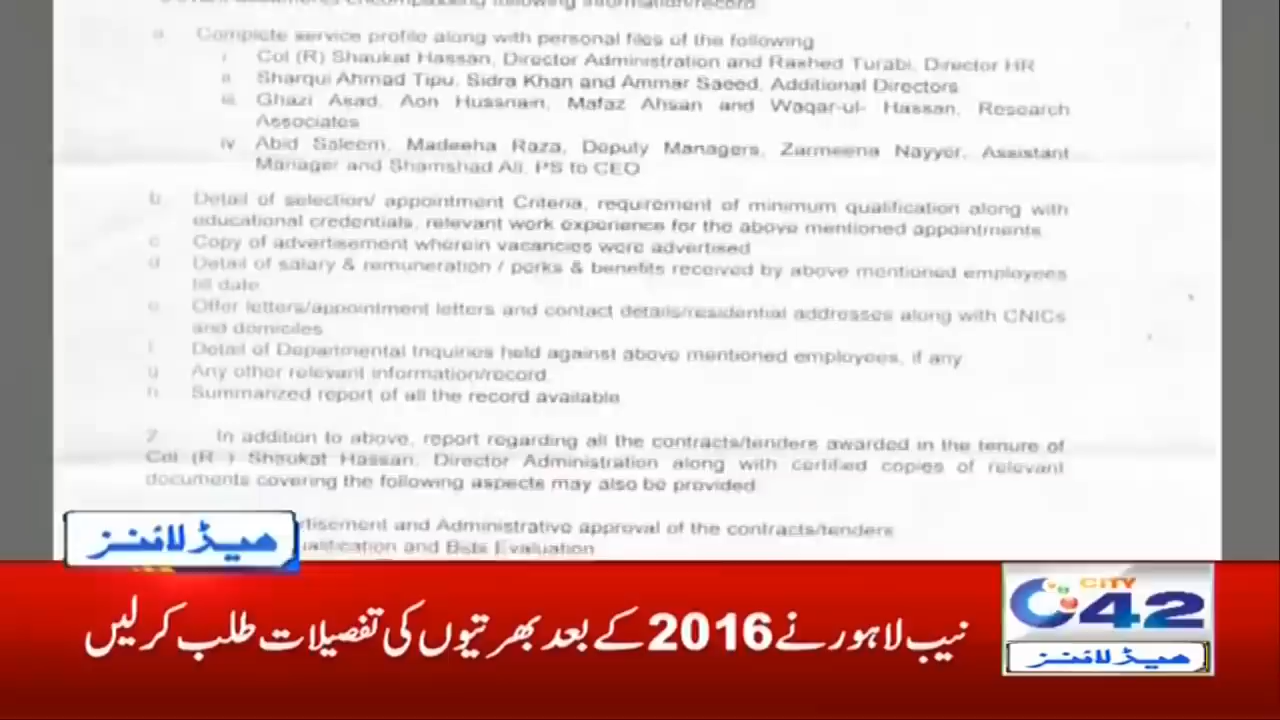 following information/record
a. Complete service profile along with personal files of the following
i Col (R) Shaukat Hassan, Director Administration and Rashed Turabi, Director HR
ii Sharqui Ahmad Tipu, Sidra Khan and Ammar Saeed, Additional Directors
iii Ghazi Asad, Aon Hussnain, Mafaz Ahsan and Waqar-ul- Hassan, Research
Associates
iv Abid Saleem, Madeeha Raza, Deputy Managers, Zarmeena Nayyer, Assistant
Manager and Shamshad Ali, PS to CEO
b. Detail of selection/ appointment Criteria, requirement of minimum qualification along with
educational credentials, relevant work experience for the above mentioned appointments
c Copy of advertisement wherein vacancies were advertised
d Detail of salary & remuneration / perks & benefits received by above mentioned employees
till date
e Offer letters/appointment letters and contact details/residential addresses along with CNICs
and domiciles
f. Detail of Departmental Inquiries held against above mentioned employees, if any
g Any other relevant information/record
h Summarized report of all the record available
2. In addition to above, report regarding all the contracts/tenders awarded in the tenure of
Col (R ) Shaukat Hassan, Director Administration along with certified copies of relevant
documents covering the following aspects may also be provided
rtisement and Administrative approval of the contracts/tenders
ualification and Bids Evaluation
ہیڈلائنز
نیب لاہور نے 2016 کے بعد بھرتیوں کی تفصیلات طلب کر لیں
CITY
42
ہیڈلائنز